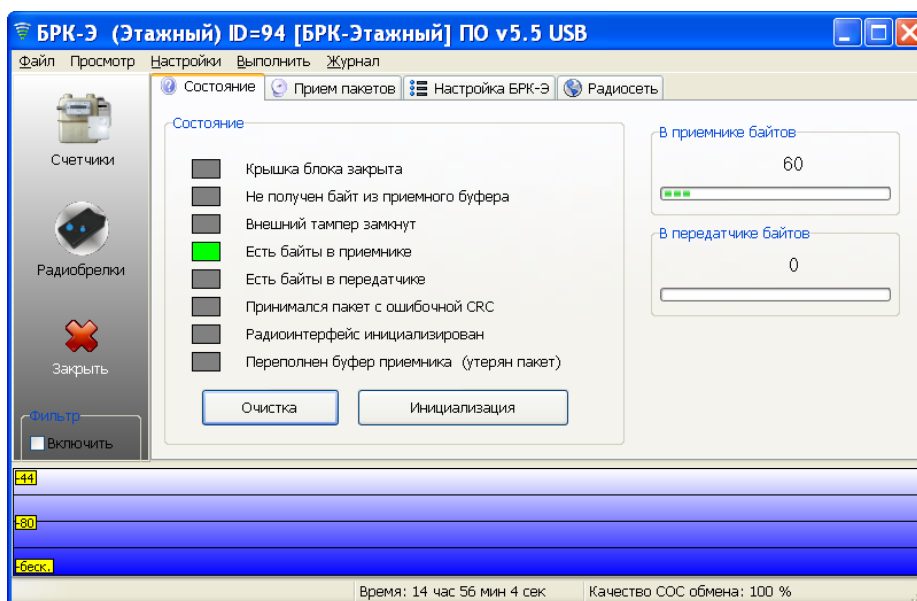 БРК-Э (Этажный) ID=94 [БРК-Этажный] ПО v5.5 USB
Файл Просмотр Настройки Выполнить Журнал
Состояние Прием пакетов Настройка БРК-Э Радиосеть
Счетчики
Радиобрелки
Закрыть
Фильтр
Включить
Состояние
Крышка блока закрыта
Не получен байт из приемного буфера
Внешний тампер замкнут
Есть байты в приемнике
Есть байты в передатчике
Принимался пакет с ошибочной CRC
Радиоинтерфейс инициализирован
Переполнен буфер приемника (утерян пакет)
Очистка Инициализация
В приемнике байтов
60
В передатчике байтов
0
-44
-80
-беск.
Время: 14 час 56 мин 4 сек Качество СОС обмена: 100 %